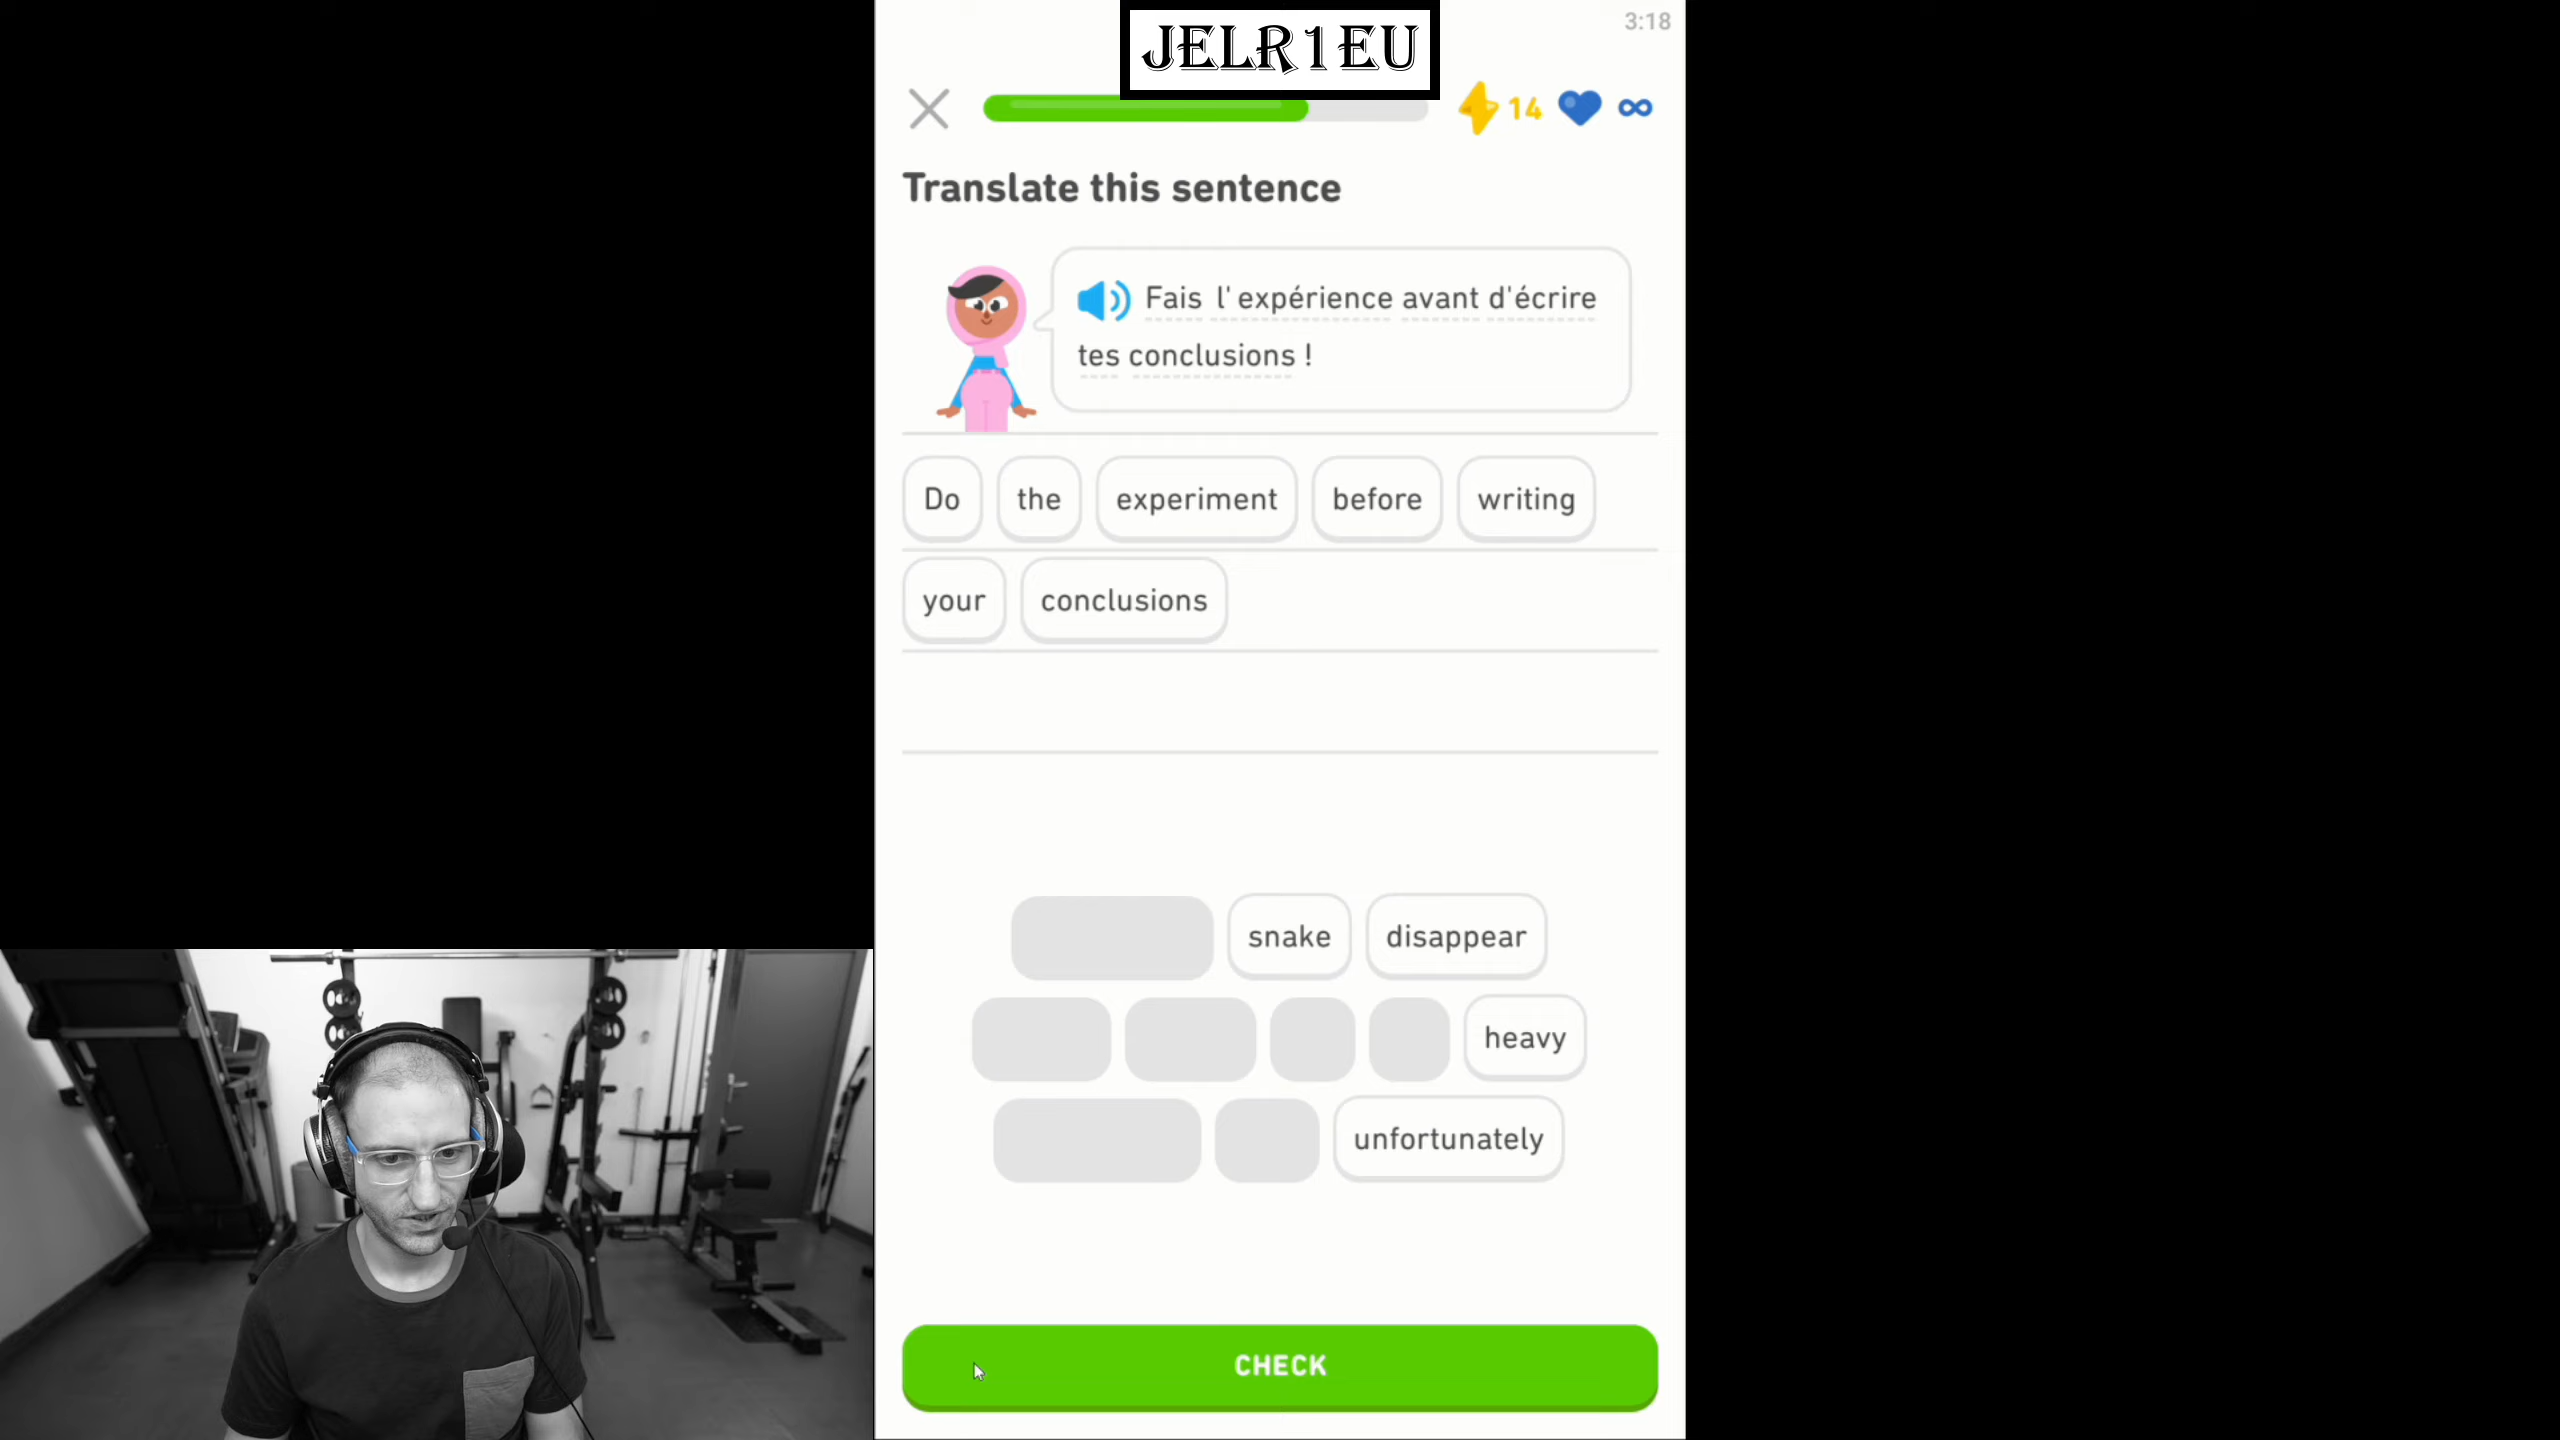 JELR1EU
3:18
14
Translate this sentence
Fais l'expérience avant d'écrire
tes conclusions !
Do the experiment before writing
your conclusions
snake disappear
heavy
unfortunately
CHECK